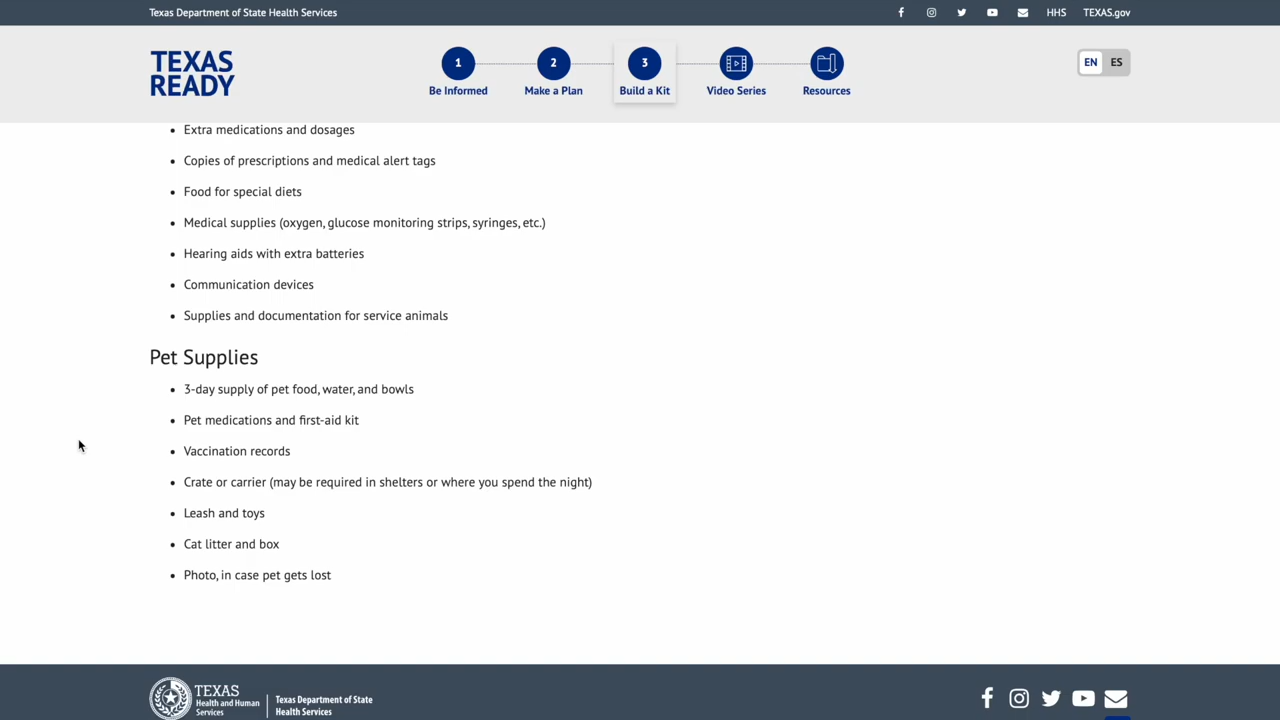 Texas Department of State Health Services
HHS
TEXAS.gov
TEXAS
READY
1
2
3
Be Informed
Make a Plan
Build a Kit
Video Series
Resources
EN
ES
Extra medications and dosages
Copies of prescriptions and medical alert tags
Food for special diets
Medical supplies (oxygen, glucose monitoring strips, syringes, etc.)
Hearing aids with extra batteries
Communication devices
Supplies and documentation for service animals
Pet Supplies
3-day supply of pet food, water, and bowls
Pet medications and first-aid kit
Vaccination records
Crate or carrier (may be required in shelters or where you spend the night)
Leash and toys
Cat litter and box
Photo, in case pet gets lost
TEXAS
Health and Human
Services
Texas Department of State
Health Services